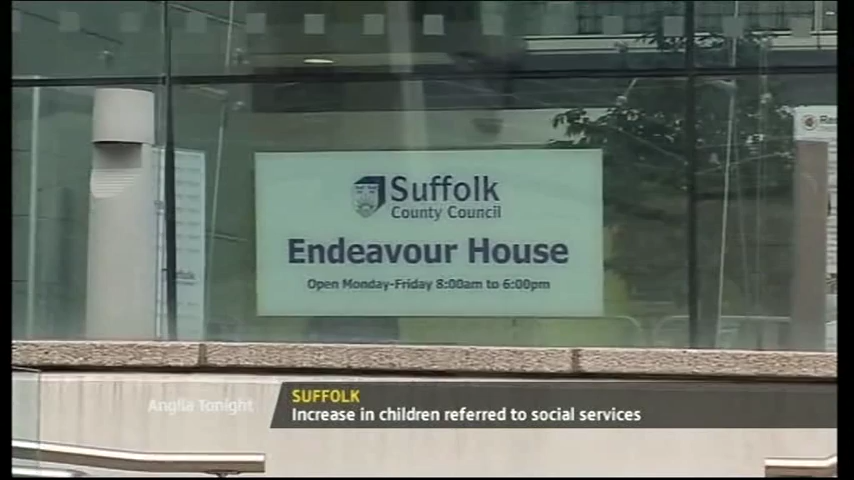 Suffolk
County Council
Endeavour House
Open Monday-Friday 8:00am to 6:00pm
Anglia Tonight
SUFFOLK
Increase in children referred to social services